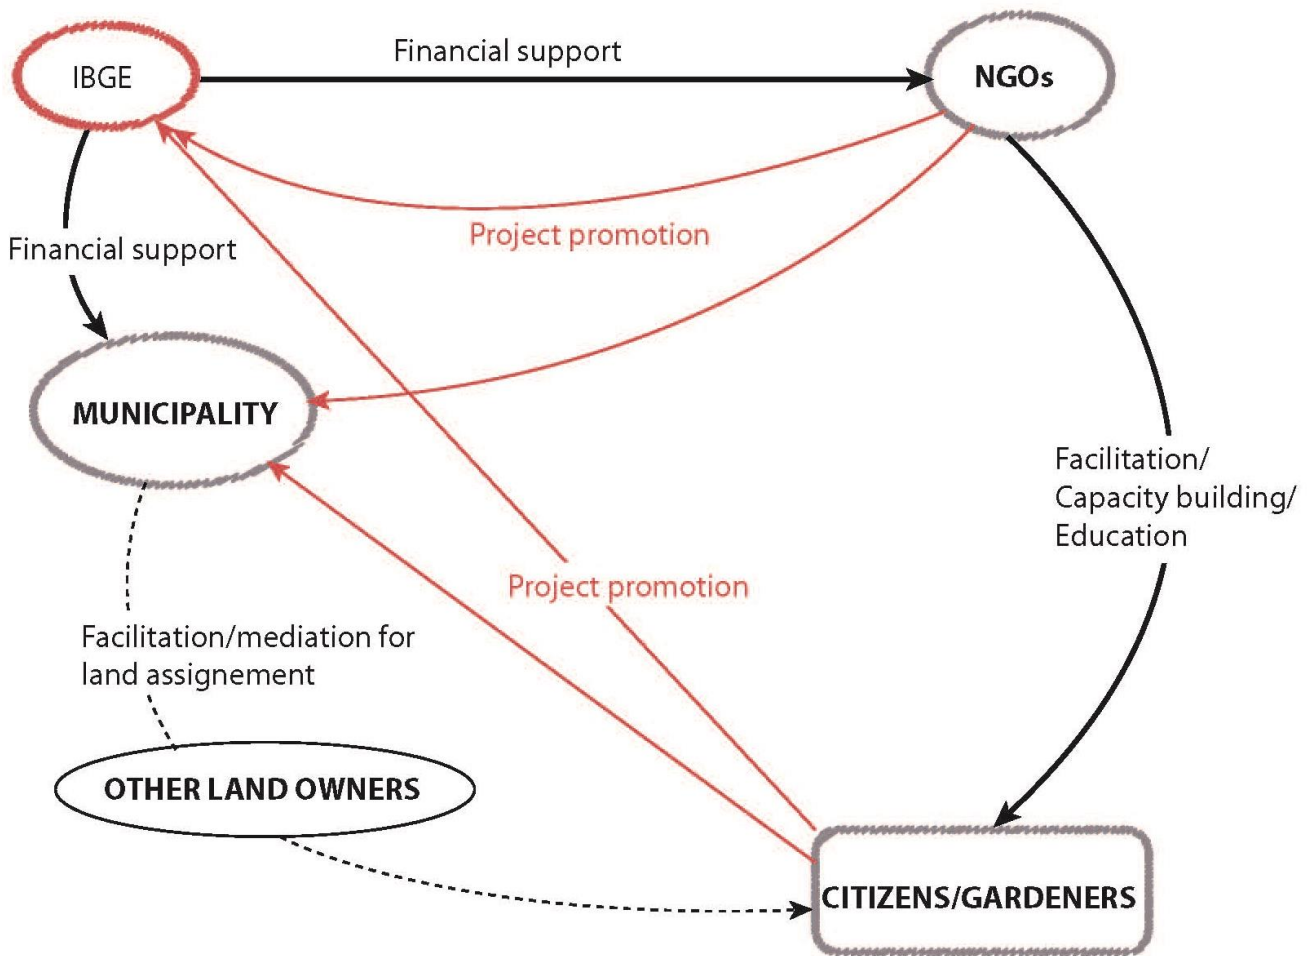 Financial support
IBGE
NGOs
Project promotion
Financial support
MUNICIPALITY
Facilitation/
Capacity building/
Education
Project promotion
Facilitation/mediation for
land assignement
OTHER LAND OWNERS
CITIZENS/GARDENERS